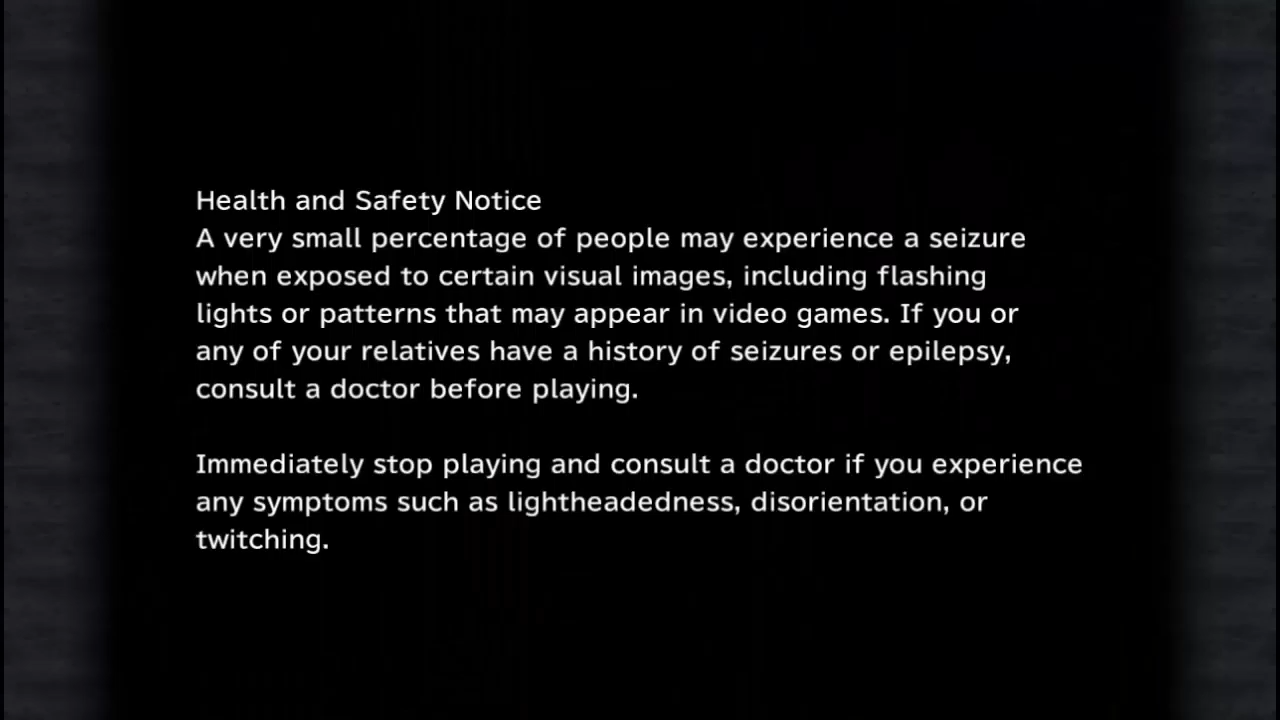 Health and Safety Notice
A very small percentage of people may experience a seizure
when exposed to certain visual images, including flashing
lights or patterns that may appear in video games. If you or
any of your relatives have a history of seizures or epilepsy,
consult a doctor before playing.
Immediately stop playing and consult a doctor if you experience
any symptoms such as lightheadedness, disorientation, or
twitching.